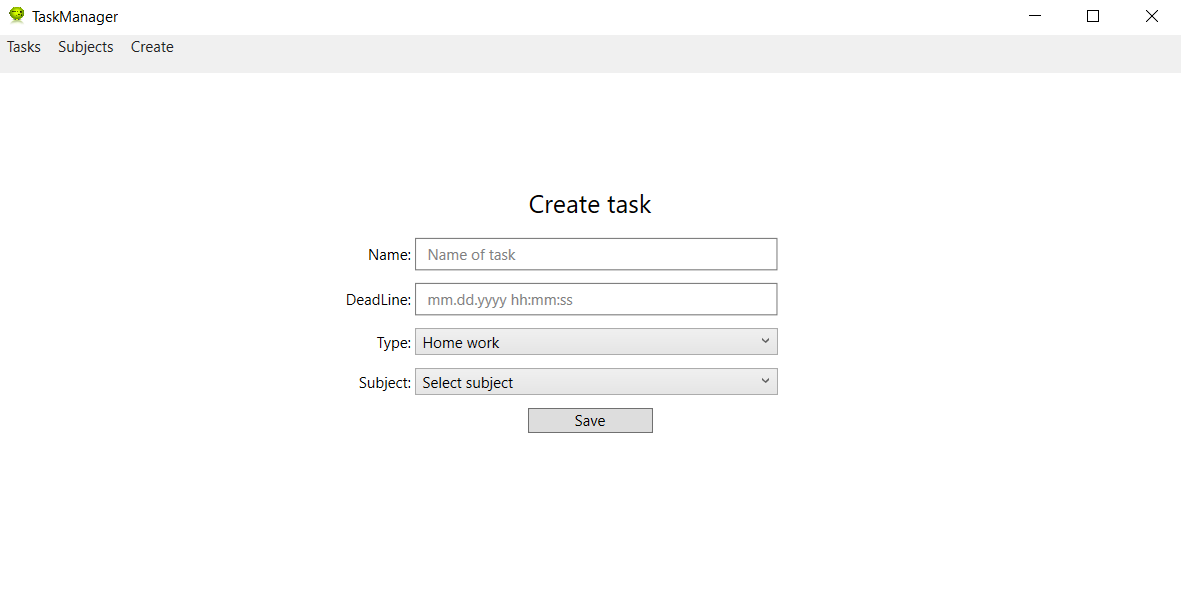 TaskManager
Tasks Subjects Create
Create task
Name: Name of task
DeadLine: mm.dd.yyyy hh:mm:ss
Type: Home work
Subject: Select subject
Save